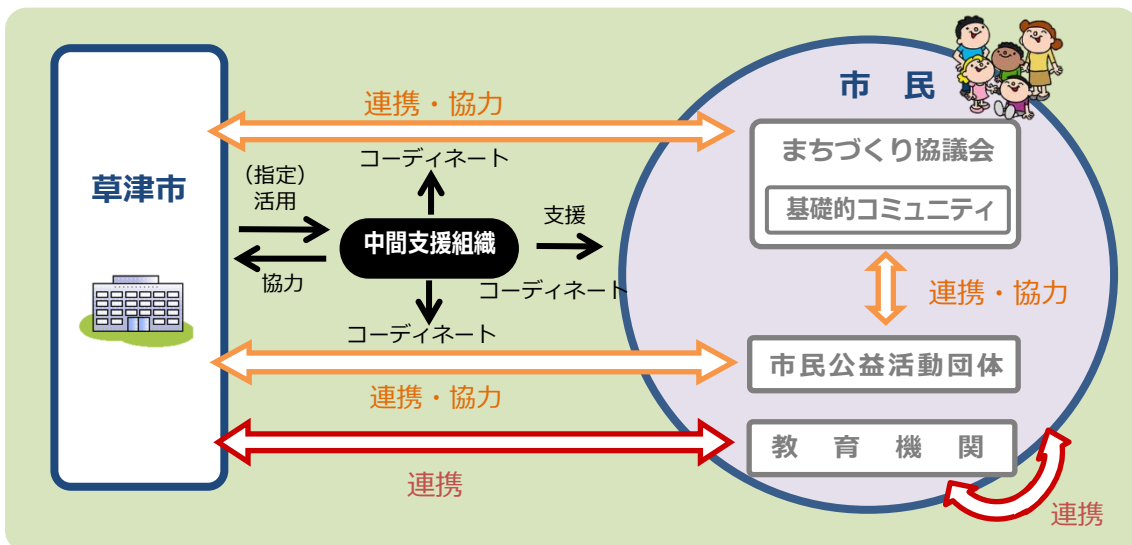 市　民
連携・協力
まちづくり協議会
コーディネート
草津市
（指定）
活用
基礎的コミュニティ
支援
中間支援組織
協力
コーディネート
連携・協力
コーディネート
市民公益活動団体
連携・協力
教　育　機　関
連携
連携